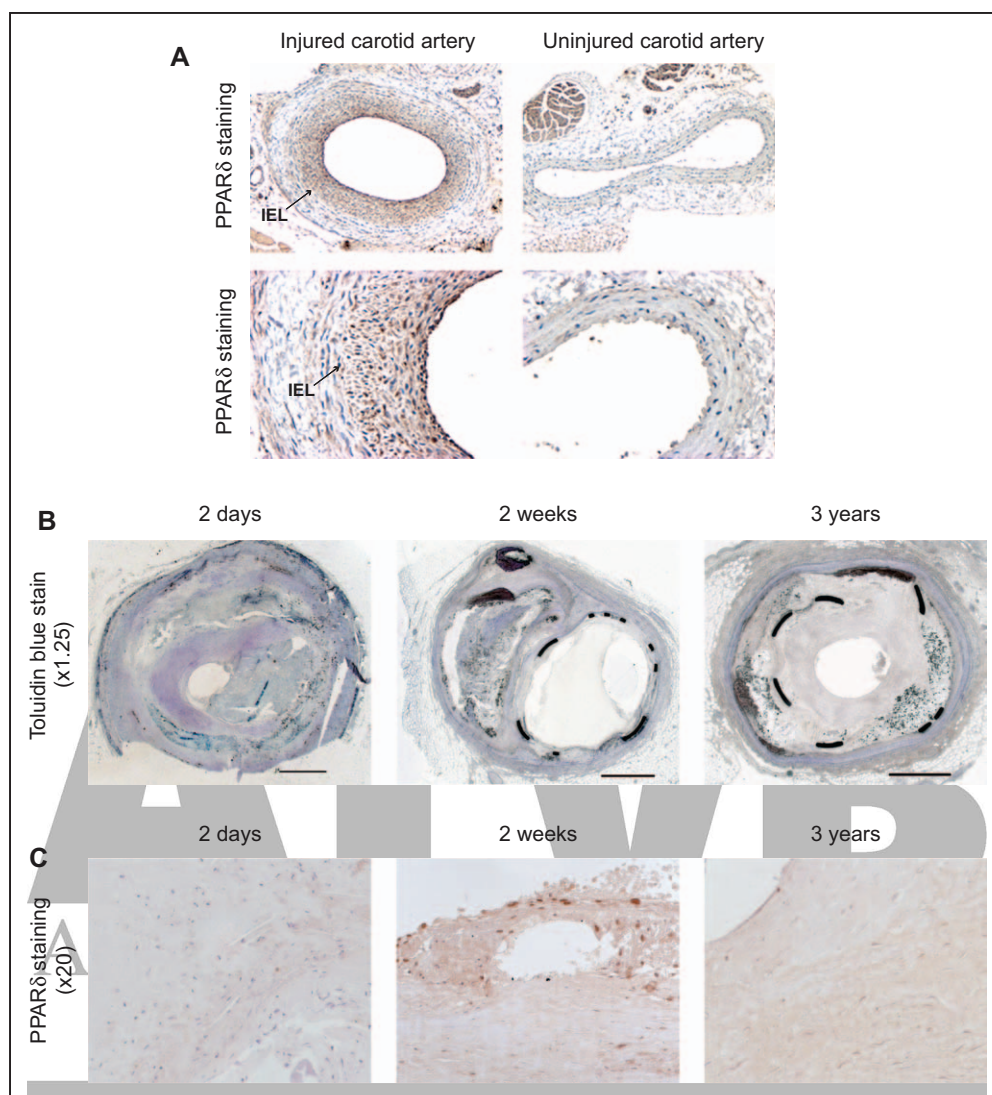 A
Injured carotid artery
Uninjured carotid artery
PPARδ staining
IEL
PPARδ staining
IEL
B
2 days
2 weeks
3 years
Toluidin blue stain
(x1.25)
2 days
2 weeks
3 years
C
PPARδ staining
(x20)
A